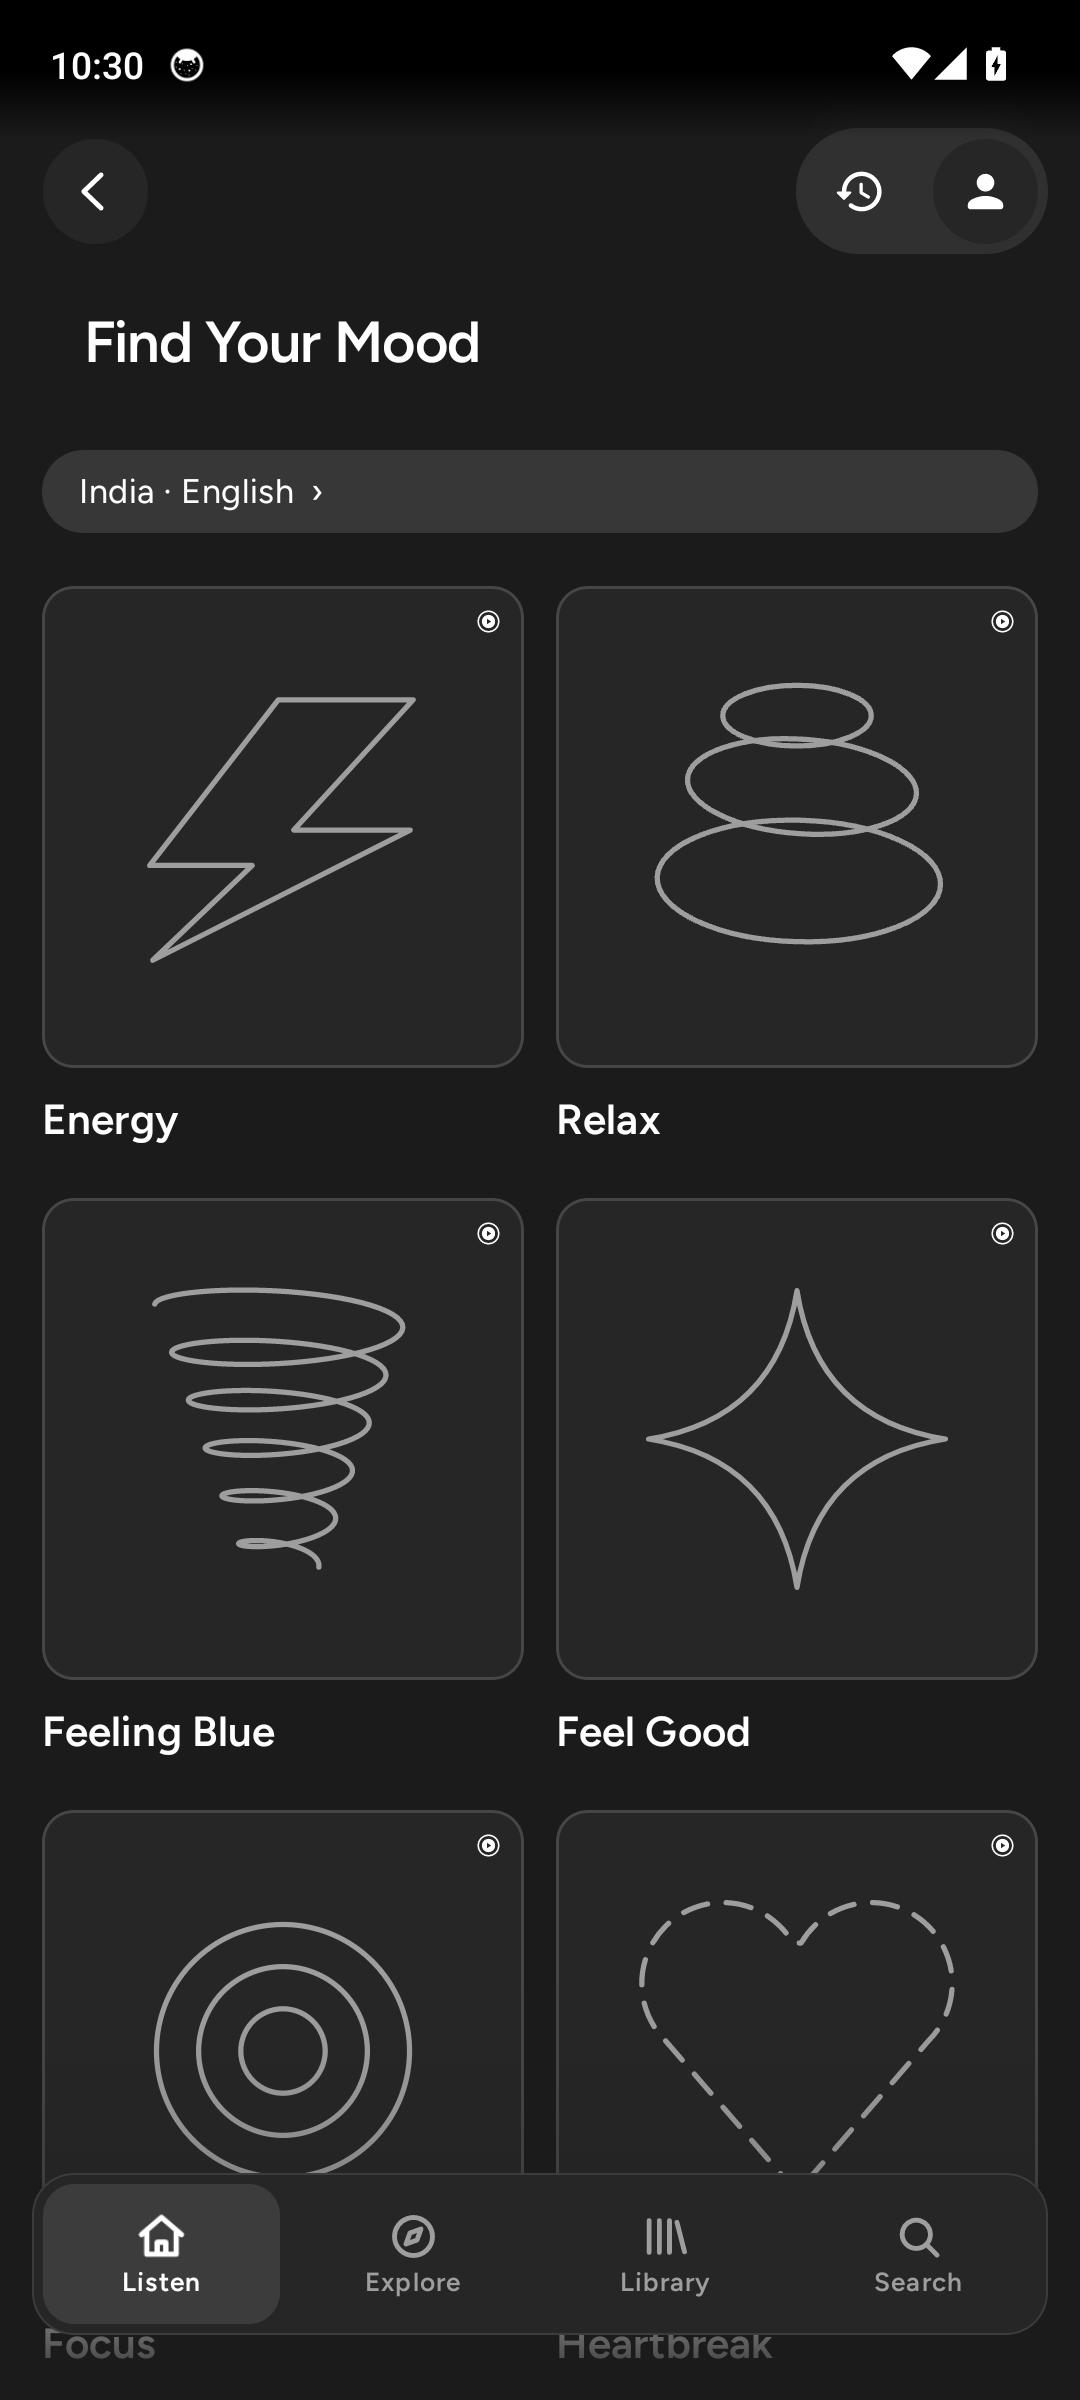 10:30
Find Your Mood
India · English ›
Energy
Relax
Feeling Blue
Feel Good
Listen
Explore
Library
Search
Focus
Heartbreak